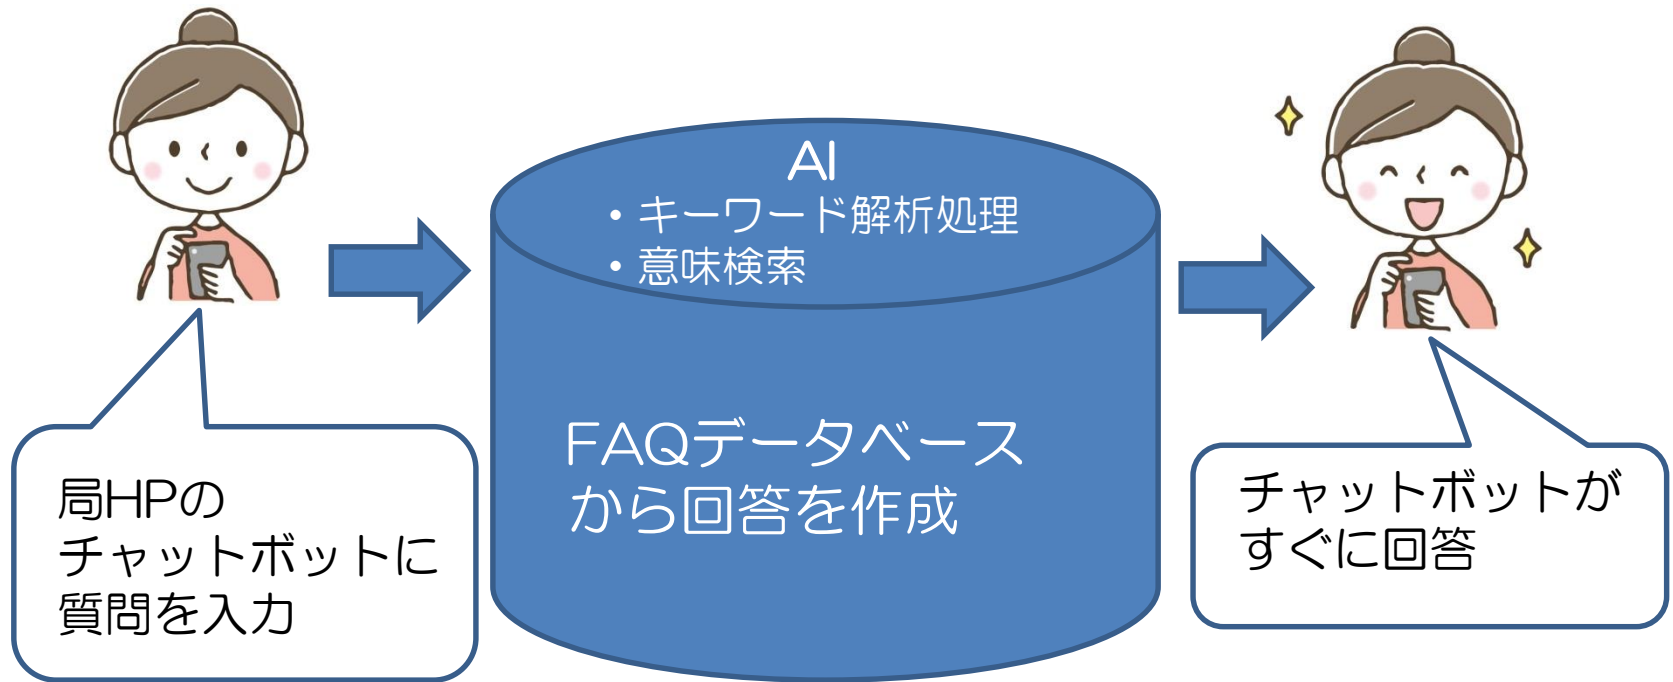 AI
・キーワード解析処理
・意味検索
FAQデータベース
から回答を作成
局HPの
チャットボットに
質問を入力
チャットボットが
すぐに回答